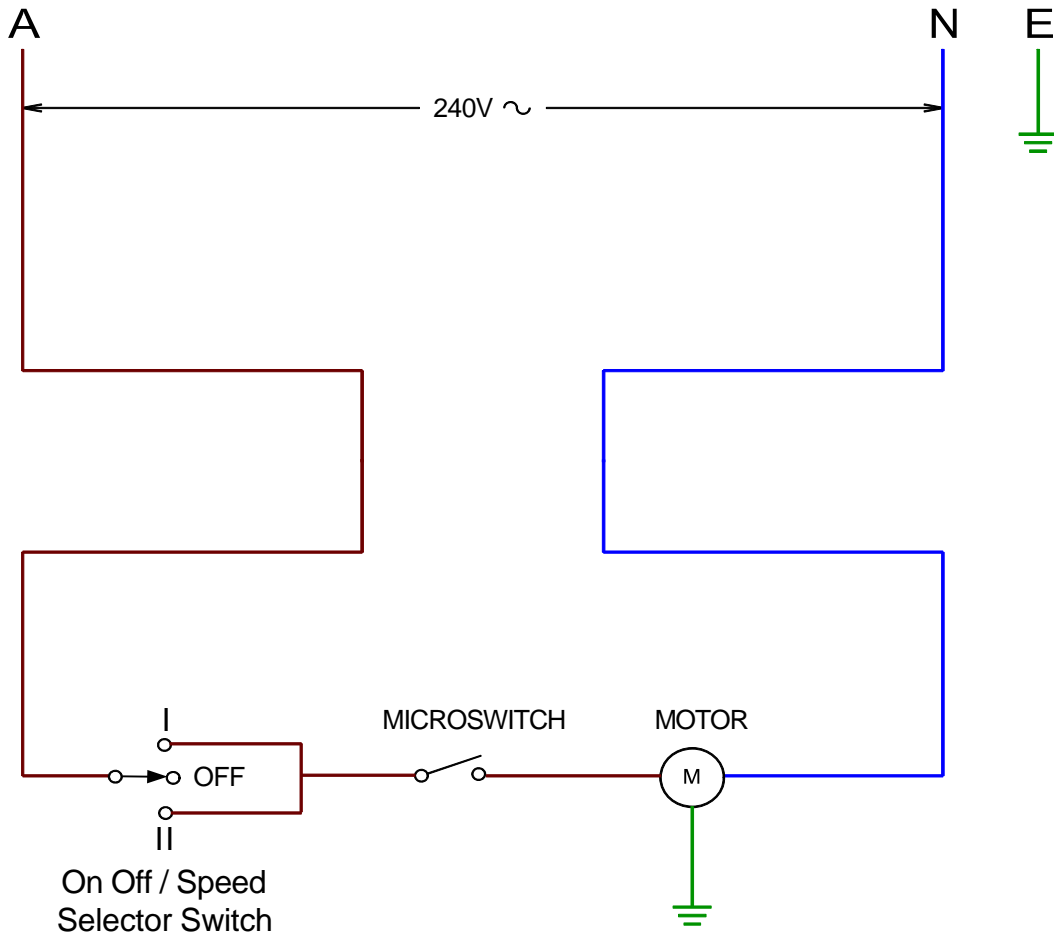 A N E
240V ~
I
MICROSWITCH MOTOR
OFF M
II
On Off / Speed
Selector Switch